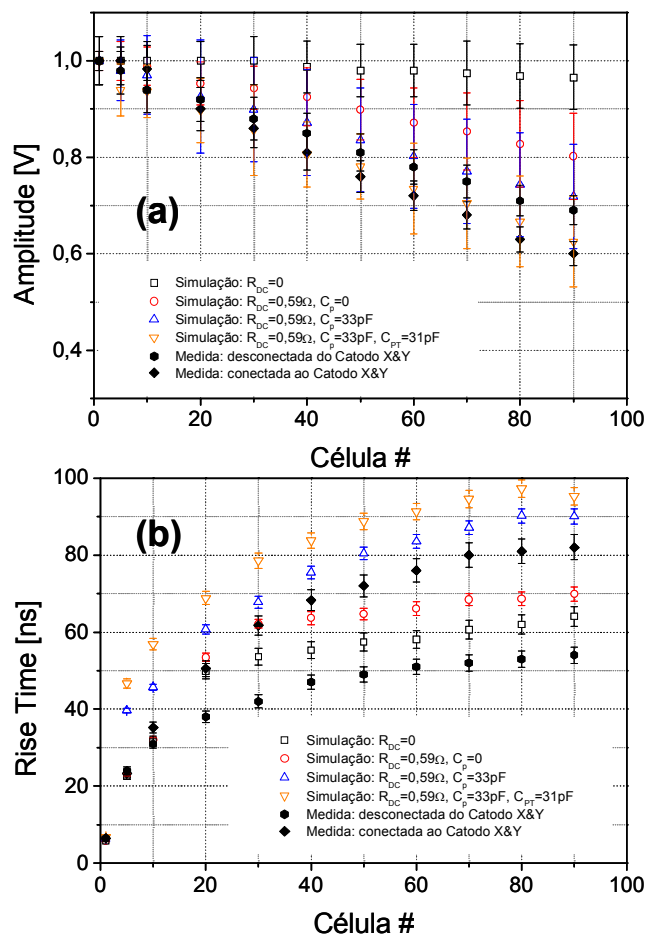 (a)
Amplitude [V]
1,0
0,8
0,6
0,4
Simulação: R_DC=0
Simulação: R_DC=0,59Ω, C_p=0
Simulação: R_DC=0,59Ω, C_p=33pF
Simulação: R_DC=0,59Ω, C_p=33pF, C_PT=31pF
Medida: desconectada do Catodo X&Y
Medida: conectada ao Catodo X&Y
0 20 40 60 80 100
Célula #
(b)
Rise Time [ns]
100
80
60
40
20
0
Simulação: R_DC=0
Simulação: R_DC=0,59Ω, C_p=0
Simulação: R_DC=0,59Ω, C_p=33pF
Simulação: R_DC=0,59Ω, C_p=33pF, C_PT=31pF
Medida: desconectada do Catodo X&Y
Medida: conectada ao Catodo X&Y
0 20 40 60 80 100
Célula #